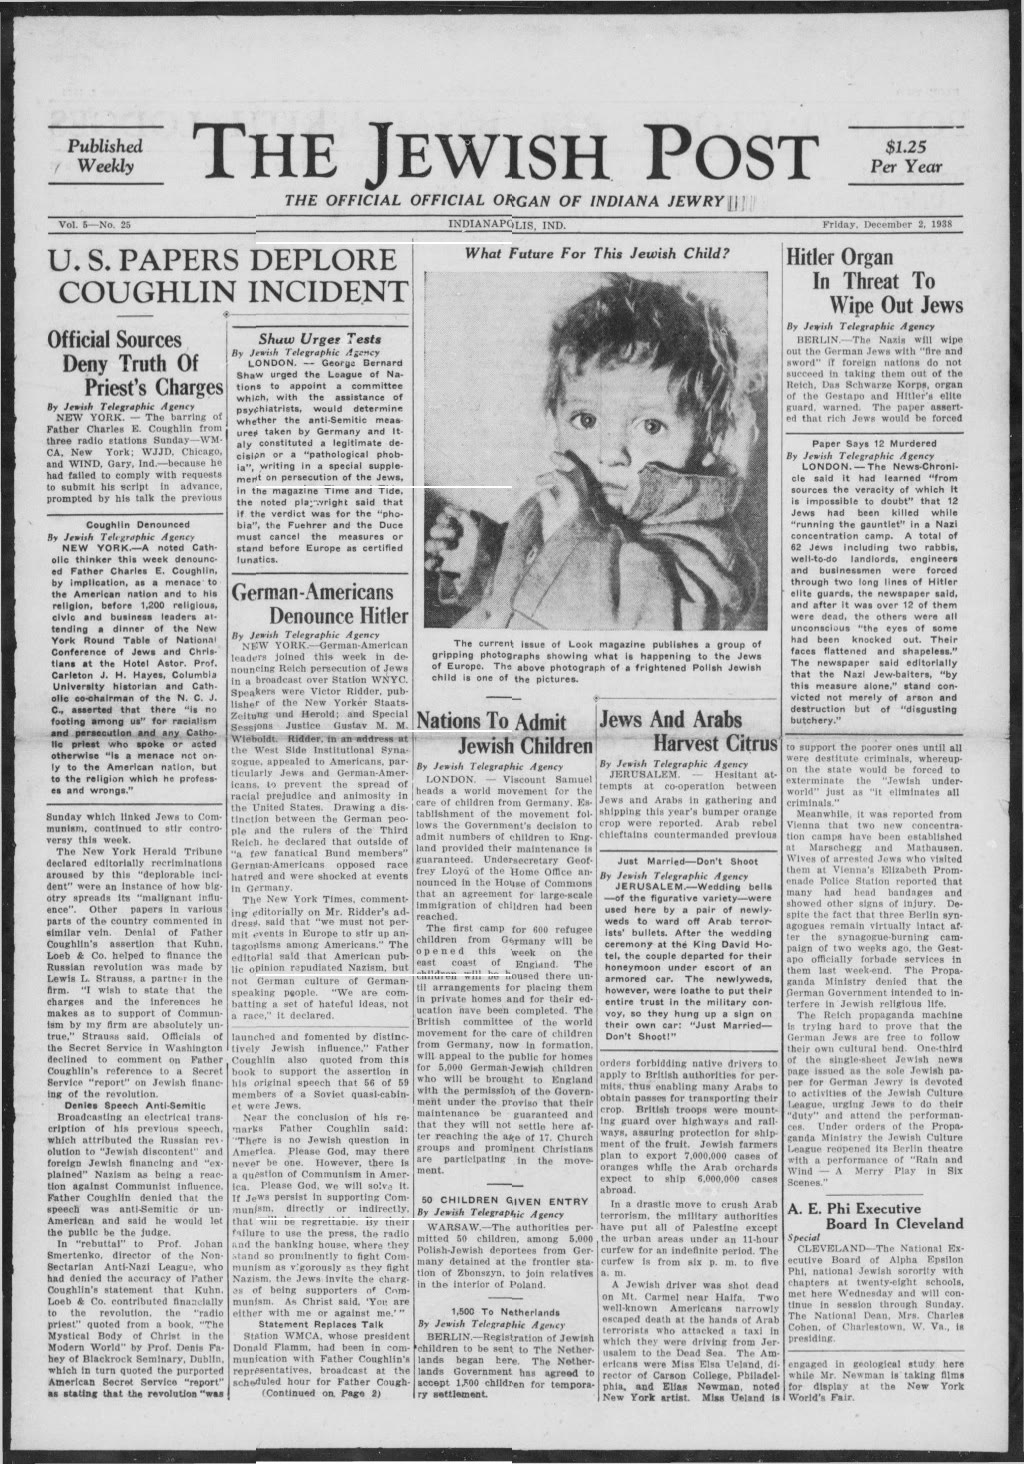 Published
Weekly
THE JEWISH POST
$1.25
Per Year
THE OFFICIAL OFFICIAL ORGAN OF INDIANA JEWRY
Vol. 5—No. 25
INDIANAPOLIS, IND.
Friday, December 2, 1938
U. S. PAPERS DEPLORE
COUGHLIN INCIDENT
Official Sources
Deny Truth Of
Priest's Charges
By Jewish Telegraphic Agency
NEW YORK. — The barring of
Father Charles E. Coughlin from
three radio stations Sunday—WM-
CA, New York; WJJD, Chicago,
and WIND, Gary, Ind.—because he
had failed to comply with requests
to submit his script in advance,
prompted by his talk the previous
Coughlin Denounced
By Jewish Telegraphic Agency
NEW YORK.—A noted Cath-
olic thinker this week denounc-
ed Father Charles E. Coughlin,
by implication, as a menace to
the American nation and to his
religion, before 1,200 religious,
civic and business leaders at-
tending a dinner of the New
York Round Table of National
Conference of Jews and Chris-
tians at the Hotel Astor. Prof.
Carleton J. H. Hayes, Columbia
University historian and Cath-
olic co-chairman of the N. C. J.
C., asserted that there "is no
footing among us" for racialism
and persecution and any Catho-
lic priest who spoke or acted
otherwise "is a menace not on-
ly to the American nation, but
to the religion which he profess-
es and wrongs."
Sunday which linked Jews to Com-
munism, continued to stir contro-
versy this week.
The New York Herald Tribune
declared editorially recriminations
aroused by this "deplorable inci-
dent" were an instance of how big-
otry spreads its "malignant influ-
ence". Other papers in various
parts of the country commented in
similar vein. Denial of Father
Coughlin's assertion that Kuhn,
Loeb & Co. helped to finance the
Russian revolution was made by
Lewis L. Strauss, a partner in the
firm. "I wish to state that the
charges and the inferences he
makes as to support of Commun-
ism by my firm are absolutely un-
true," Strauss said. Officials of
the Secret Service in Washington
declined to comment on Father
Coughlin's reference to a Secret
Service "report" on Jewish financ-
ing of the revolution.
Denies Speech Anti-Semitic
Broadcasting an electrical trans-
cription of his previous speech,
which attributed the Russian rev-
olution to "Jewish discontent" and
foreign Jewish financing and "ex-
plained" Nazism as being a reac-
tion against Communist influence,
Father Coughlin denied that the
speech was anti-Semitic or un-
American and said he would let
the public be the judge.
In "rebuttal" to Prof. Johan
Smertenko, director of the Non-
Sectarian Anti-Nazi League, who
had denied the accuracy of Father
Coughlin's statement that Kuhn,
Loeb & Co. contributed financially
to the revolution, the "radio
priest" quoted from a book, "The
Mystical Body of Christ in the
Modern World" by Prof. Denis Fa-
hey of Blackrock Seminary, Dublin,
which in turn quoted the purported
American Secret Service "report"
as stating that the revolution "was
Shaw Urges Tests
By Jewish Telegraphic Agency
LONDON. — George Bernard
Shaw urged the League of Na-
tions to appoint a committee
which, with the assistance of
psychiatrists, would determine
whether the anti-Semitic meas-
ures taken by Germany and It-
aly constituted a legitimate de-
cision or a "pathological phob-
ia", writing in a special supple-
ment on persecution of the Jews,
in the magazine Time and Tide,
the noted playwright said that
if the verdict was for the "pho-
bia", the Fuehrer and the Duce
must cancel the measures or
stand before Europe as certified
lunatics.
German-Americans
Denounce Hitler
By Jewish Telegraphic Agency
NEW YORK.—German-American
leaders joined this week in de-
nouncing Reich persecution of Jews
in a broadcast over Station WNYC.
Speakers were Victor Ridder, pub-
lisher of the New Yorker Staats-
Zeitung und Herold; and Special
Sessions Justice Gustav M. M.
Wieboldt. Ridder, in an address at
the West Side Institutional Syna-
gogue, appealed to Americans, par-
ticularly Jews and German-Amer-
icans, to prevent the spread of
racial prejudice and animosity in
the United States. Drawing a dis-
tinction between the German peo-
ple and the rulers of the Third
Reich, he declared that outside of
"a few fanatical Bund members"
German-Americans opposed race
hatred and were shocked at events
in Germany.
The New York Times, comment-
ing editorially on Mr. Ridder's ad-
dress, said that "we must not per-
mit events in Europe to stir up an-
tagonisms among Americans." The
editorial said that American pub-
lic opinion repudiated Nazism, but
not German culture of German-
speaking people. "We are com-
batting a set of hateful ideas, not
a race," it declared.
launched and fomented by distinc-
tively Jewish influence." Father
Coughlin also quoted from this
book to support the assertion in
his original speech that 56 of 59
members of a Soviet quasi-cabin-
et were Jews.
Near the conclusion of his re-
marks Father Coughlin said:
"There is no Jewish question in
America. Please God, may there
never be one. However, there is
a question of Communism in Amer-
ica. Please God, we will solve it.
If Jews persist in supporting Com-
munism, directly or indirectly,
that will be regrettable. By their
failure to use the press, the radio
and the banking house, where they
stand so prominently to fight Com-
munism as vigorously as they fight
Nazism, the Jews invite the charg-
es of being supporters of Com-
munism. As Christ said, 'You are
either with me or against me.'"
Statement Replaces Talk
Station WMCA, whose president
Donald Flamm, had been in com-
munication with Father Coughlin's
representatives, broadcast at the
scheduled hour for Father Cough-
(Continued on Page 2)
What Future For This Jewish Child?
The current issue of Look magazine publishes a group of
gripping photographs showing what is happening to the Jews
of Europe. The above photograph of a frightened Polish Jewish
child is one of the pictures.
Nations To Admit
Jewish Children
By Jewish Telegraphic Agency
LONDON. — Viscount Samuel
heads a world movement for the
care of children from Germany. Es-
tablishment of the movement fol-
lows the Government's decision to
admit numbers of children to Eng-
land provided their maintenance is
guaranteed. Undersecretary Geof-
frey Lloyd of the Home Office an-
nounced in the House of Commons
that an agreement for large-scale
immigration of children had been
reached.
The first camp for 600 refugee
children from Germany will be
opened this week on the
east coast of England. The
children will be housed there un-
til arrangements for placing them
in private homes and for their ed-
ucation have been completed. The
British committee of the world
movement for the care of children
from Germany, now in formation,
will appeal to the public for homes
for 5,000 German-Jewish children
who will be brought to England
with the permission of the Govern-
ment under the proviso that their
maintenance be guaranteed and
that they will not settle here af-
ter reaching the age of 17. Church
groups and prominent Christians
are participating in the move-
ment.
50 CHILDREN GIVEN ENTRY
By Jewish Telegraphic Agency
WARSAW.—The authorities per-
mitted 50 children, among 5,000
Polish-Jewish deportees from Ger-
many detained at the frontier sta-
tion of Zbonszyn, to join relatives
in the interior of Poland.
1,500 To Netherlands
By Jewish Telegraphic Agency
BERLIN.—Registration of Jewish
children to be sent to The Nether-
lands began here. The Nether-
lands Government has agreed to
accept 1,500 children for tempora-
ry settlement.
Jews And Arabs
Harvest Citrus
By Jewish Telegraphic Agency
JERUSALEM. — Hesitant at-
tempts at co-operation between
Jews and Arabs in gathering and
shipping this year's bumper orange
crop were reported. Arab rebel
chieftains countermanded previous
Just Married—Don't Shoot
By Jewish Telegraphic Agency
JERUSALEM.—Wedding bells
—of the figurative variety—were
used here by a pair of newly-
weds to ward off Arab terror-
ists' bullets. After the wedding
ceremony at the King David Ho-
tel, the couple departed for their
honeymoon under escort of an
armored car. The newlyweds,
however, were loathe to put their
entire trust in the military con-
voy, so they hung up a sign on
their own car: "Just Married—
Don't Shoot!"
orders forbidding native drivers to
apply to British authorities for per-
mits, thus enabling many Arabs to
obtain passes for transporting their
crop. British troops were mount-
ing guard over highways and rail-
ways, assuring protection for ship-
ment of the fruit. Jewish farmers
plan to export 7,000,000 cases of
oranges while the Arab orchards
expect to ship 6,000,000 cases
abroad.
In a drastic move to crush Arab
terrorism, the military authorities
have put all of Palestine except
the urban areas under an 11-hour
curfew for an indefinite period. The
curfew is from six p. m. to five
a. m.
A Jewish driver was shot dead
on Mt. Carmel near Haifa. Two
well-known Americans narrowly
escaped death at the hands of Arab
terrorists who attacked a taxi in
which they were driving from Jer-
usalem to the Dead Sea. The Am-
ericans were Miss Elsa Ueland, di-
rector of Carson College, Philadel-
phia, and Elias Newman, noted
New York artist. Miss Ueland is
Hitler Organ
In Threat To
Wipe Out Jews
By Jewish Telegraphic Agency
BERLIN.—The Nazis will wipe
out the German Jews with "fire and
sword" if foreign nations do not
succeed in taking them out of the
Reich, Das Schwarze Korps, organ
of the Gestapo and Hitler's elite
guard, warned. The paper assert-
ed that rich Jews would be forced
Paper Says 12 Murdered
By Jewish Telegraphic Agency
LONDON.—The News-Chroni-
cle said it had learned "from
sources the veracity of which it
is impossible to doubt" that 12
Jews had been killed while
"running the gauntlet" in a Nazi
concentration camp. A total of
62 Jews including two rabbis,
well-to-do landlords, engineers
and businessmen were forced
through two long lines of Hitler
elite guards, the newspaper said,
and after it was over 12 of them
were dead, the others were all
unconscious "the eyes of some
had been knocked out. Their
faces flattened and shapeless."
The newspaper said editorially
that the Nazi Jew-baiters, "by
this measure alone," stand con-
victed not merely of arson and
destruction but of "disgusting
butchery."
to support the poorer ones until all
were destitute criminals, whereup-
on the state would be forced to
exterminate the "Jewish under-
world" just as "it eliminates all
criminals."
Meanwhile, it was reported from
Vienna that two new concentra-
tion camps have been established
at Marschegg and Mathausen.
Wives of arrested Jews who visited
them at Vienna's Elizabeth Prom-
enade Police Station reported that
many had head bandages and
showed other signs of injury. De-
spite the fact that three Berlin syn-
agogues remain virtually intact af-
ter the synagogue-burning cam-
paign of two weeks ago, the Gest-
apo officially forbade services in
them last week-end. The Propa-
ganda Ministry denied that the
German Government intended to in-
terfere in Jewish religious life.
The Reich propaganda machine
is trying hard to prove that the
German Jews are free to follow
their own cultural bend. One-third
of the single-sheet Jewish news
page issued as the sole Jewish pa-
per for German Jewry is devoted
to activities of the Jewish Culture
League, urging Jews to do their
"duty" and attend the performan-
ces. Under orders of the Propa-
ganda Ministry the Jewish Culture
League reopened its Berlin theatre
with a performance of "Rain and
Wind — A Merry Play in Six
Scenes."
A. E. Phi Executive
Board In Cleveland
Special
CLEVELAND—The National Ex-
ecutive Board of Alpha Epsilon
Phi, national Jewish sorority with
chapters at twenty-eight schools,
met here Wednesday and will con-
tinue in session through Sunday.
The National Dean, Mrs. Charles
Cohen, of Charlestown, W. Va., is
presiding.
engaged in geological study here
while Mr. Newman is taking films
for display at the New York
World's Fair.